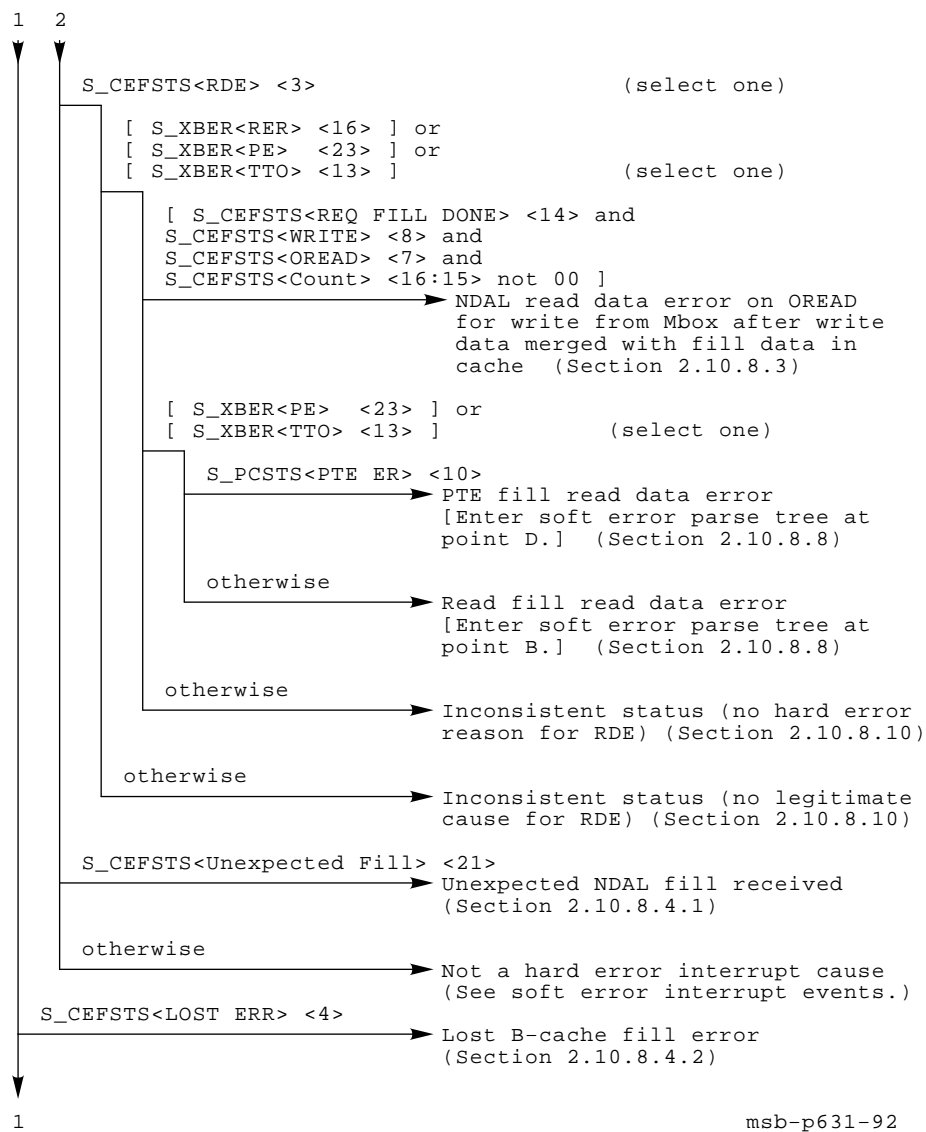 1 2
S_CEFSTS<RDE> <3> (select one)
[ S_XBER<RER> <16> ] or
[ S_XBER<PE> <23> ] or
[ S_XBER<TTO> <13> ] (select one)
[ S_CEFSTS<REQ FILL DONE> <14> and
S_CEFSTS<WRITE> <8> and
S_CEFSTS<OREAD> <7> and
S_CEFSTS<Count> <16:15> not 00 ]
NDAL read data error on OREAD
for write from Mbox after write
data merged with fill data in
cache (Section 2.10.8.3)
[ S_XBER<PE> <23> ] or
[ S_XBER<TTO> <13> ] (select one)
S_PCSTS<PTE ER> <10>
PTE fill read data error
[Enter soft error parse tree at
point D.] (Section 2.10.8.8)
otherwise
Read fill read data error
[Enter soft error parse tree at
point B.] (Section 2.10.8.8)
otherwise
Inconsistent status (no hard error
reason for RDE) (Section 2.10.8.10)
otherwise
Inconsistent status (no legitimate
cause for RDE) (Section 2.10.8.10)
S_CEFSTS<Unexpected Fill> <21>
Unexpected NDAL fill received
(Section 2.10.8.4.1)
otherwise
Not a hard error interrupt cause
(See soft error interrupt events.)
S_CEFSTS<LOST ERR> <4>
Lost B-cache fill error
(Section 2.10.8.4.2)
1 msb-p631-92